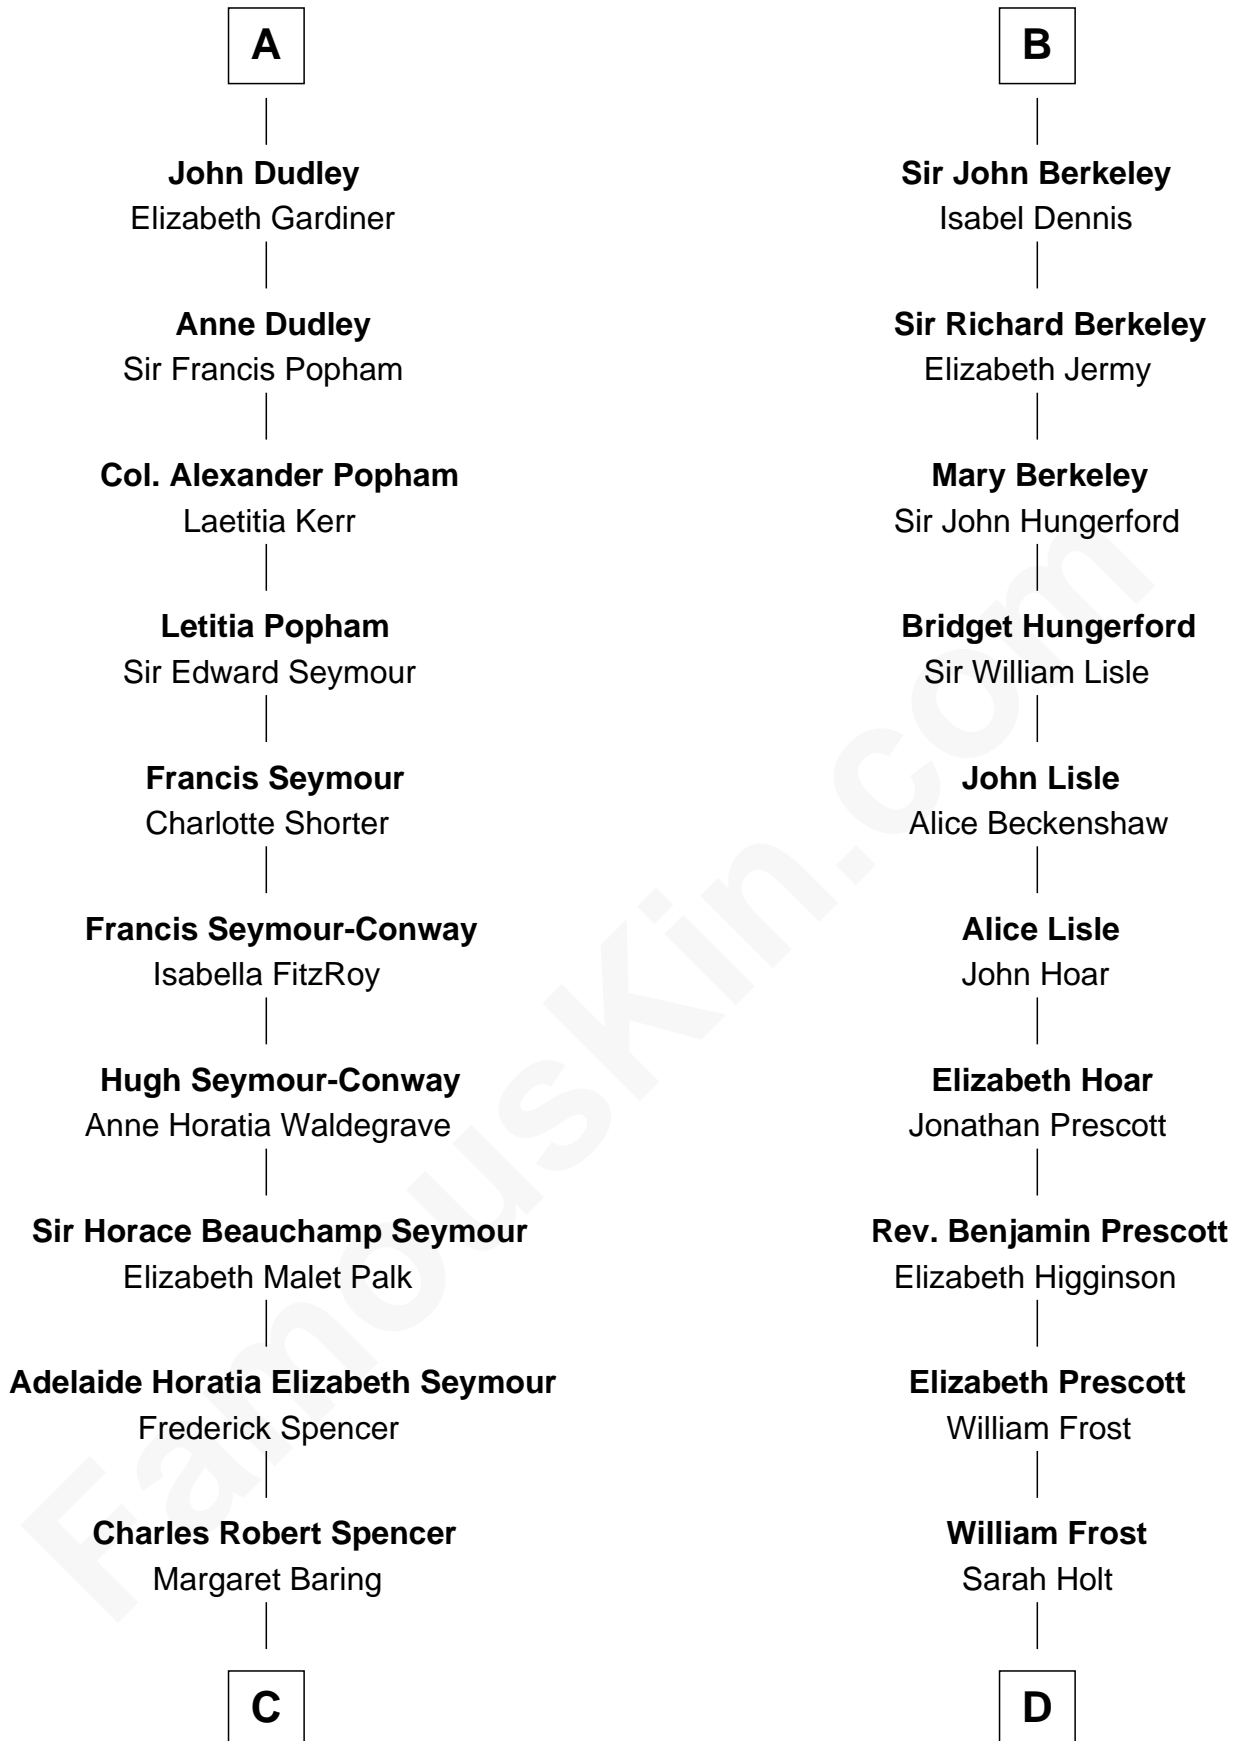 A
John Dudley
Elizabeth Gardiner
Anne Dudley
Sir Francis Popham
Col. Alexander Popham
Laetitia Kerr
Letitia Popham
Sir Edward Seymour
Francis Seymour
Charlotte Shorter
Francis Seymour-Conway
Isabella FitzRoy
Hugh Seymour-Conway
Anne Horatia Waldegrave
Sir Horace Beauchamp Seymour
Elizabeth Malet Palk
Adelaide Horatia Elizabeth Seymour
Frederick Spencer
Charles Robert Spencer
Margaret Baring
C
B
Sir John Berkeley
Isabel Dennis
Sir Richard Berkeley
Elizabeth Jermy
Mary Berkeley
Sir John Hungerford
Bridget Hungerford
Sir William Lisle
John Lisle
Alice Beckenshaw
Alice Lisle
John Hoar
Elizabeth Hoar
Jonathan Prescott
Rev. Benjamin Prescott
Elizabeth Higginson
Elizabeth Prescott
William Frost
William Frost
Sarah Holt
D
FamousKin.com